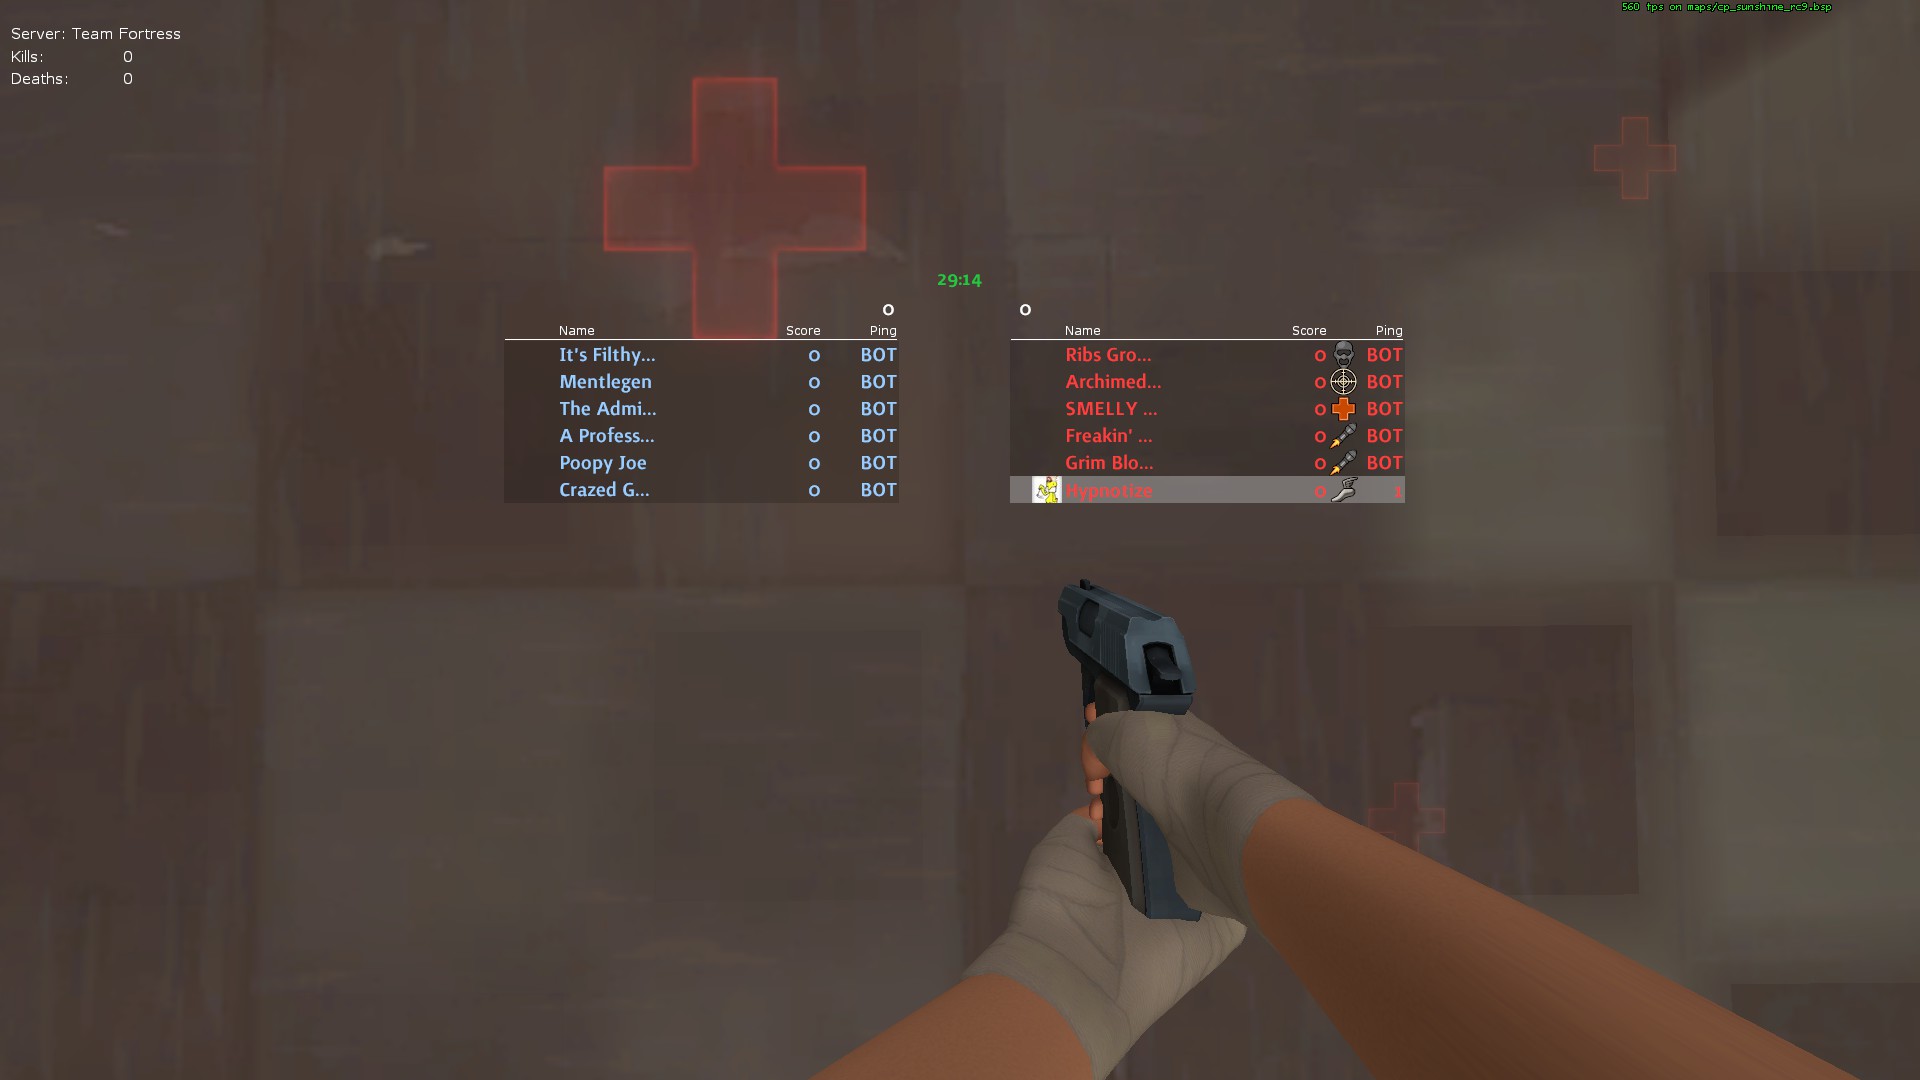 560 fps on maps/cp_sunshine_rc9.bsp
Server: Team Fortress
Kills: 0
Deaths: 0
29:14
0 0
Name Score Ping Name Score Ping
It's Filthy... 0 BOT Ribs Gro... 0 BOT
Mentlegen 0 BOT Archimed... 0 BOT
The Admi... 0 BOT SMELLY ... 0 BOT
A Profess... 0 BOT Freakin' ... 0 BOT
Poopy Joe 0 BOT Grim Blo... 0 BOT
Crazed G... 0 BOT Hypnotize 0 1